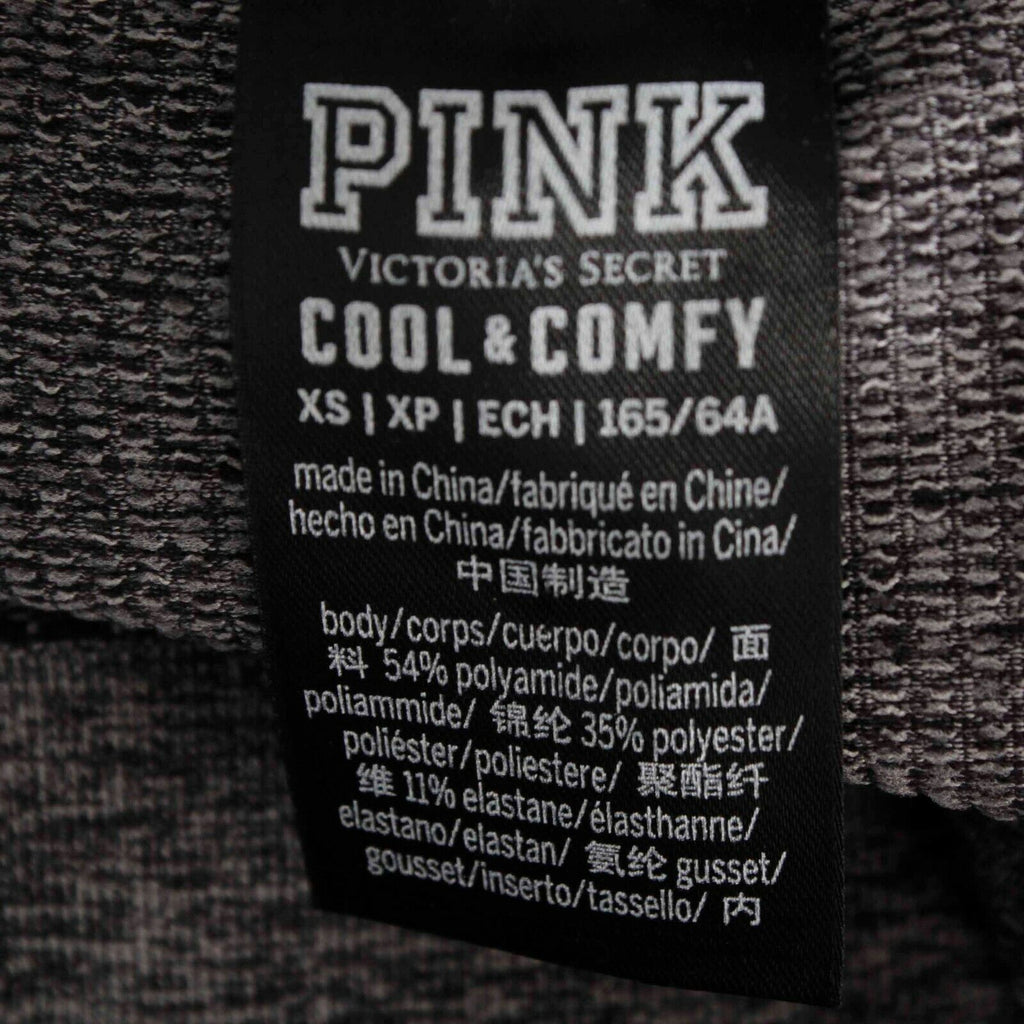 PINK
VICTORIA'S SECRET
COOL & COMFY
XS | XP | ECH | 165/64A
made in China/fabriqué en Chine/
hecho en China/fabbricato in Cina/
中国制造
body/corps/cuerpo/corpo/ 面
料 54% polyamide/poliamida/
poliammide/ 锦纶 35% polyester/
poliéster/poliestere/ 聚酯纤
维 11% elastane/élasthanne/
elastano/elastan/ 氨纶 gusset/
gousset/inserto/tassello/ 内